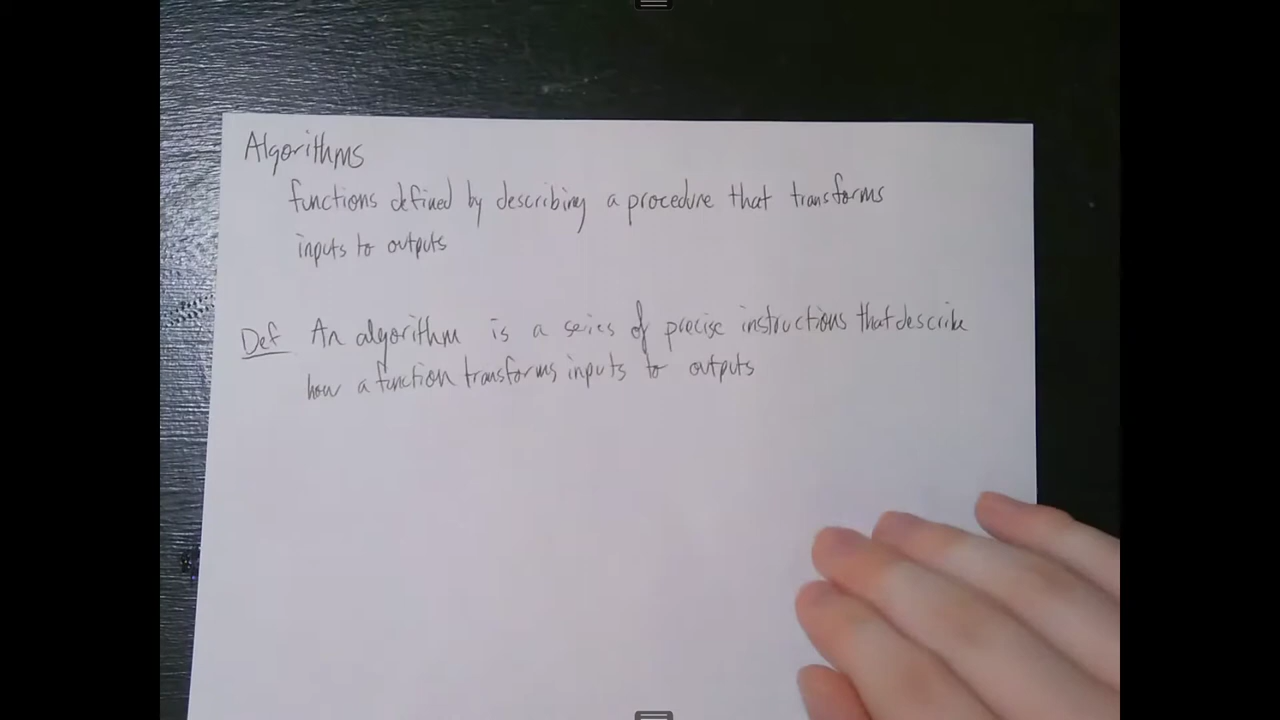 Algorithms
functions defined by describing a procedure that transforms
inputs to outputs
Def An algorithm is a series of precise instructions that describe
how a function transforms inputs to outputs